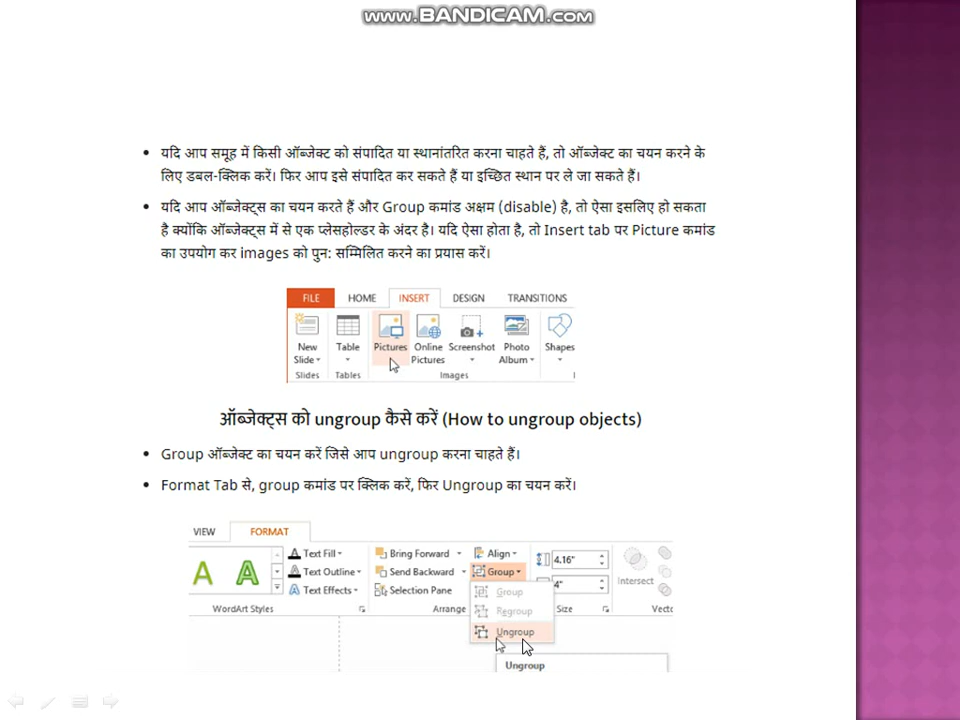 www.BANDICAM.com
• यदि आप समूह में किसी ऑब्जेक्ट को संपादित या स्थानांतरित करना चाहते हैं, तो ऑब्जेक्ट का चयन करने के
लिए डबल-क्लिक करें। फिर आप इसे संपादित कर सकते हैं या इच्छित स्थान पर ले जा सकते हैं।
• यदि आप ऑब्जेक्ट्स का चयन करते हैं और Group कमांड अक्षम (disable) है, तो ऐसा इसलिए हो सकता
है क्योंकि ऑब्जेक्ट्स में से एक प्लेसहोल्डर के अंदर है। यदि ऐसा होता है, तो Insert tab पर Picture कमांड
का उपयोग कर images को पुन: सम्मिलित करने का प्रयास करें।
FILE HOME INSERT DESIGN TRANSITIONS
New Table Pictures Online Screenshot Photo Shapes
Slide Pictures Album
Slides Tables Images
ऑब्जेक्ट्स को ungroup कैसे करें (How to ungroup objects)
• Group ऑब्जेक्ट का चयन करें जिसे आप ungroup करना चाहते हैं।
• Format Tab से, group कमांड पर क्लिक करें, फिर Ungroup का चयन करें।
VIEW FORMAT
A A Text Fill Bring Forward Align 4.16"
A Text Outline Send Backward Group 4"
A Text Effects Selection Pane Group Intersect
WordArt Styles Arrange Regroup Size Vect
Ungroup
Ungroup